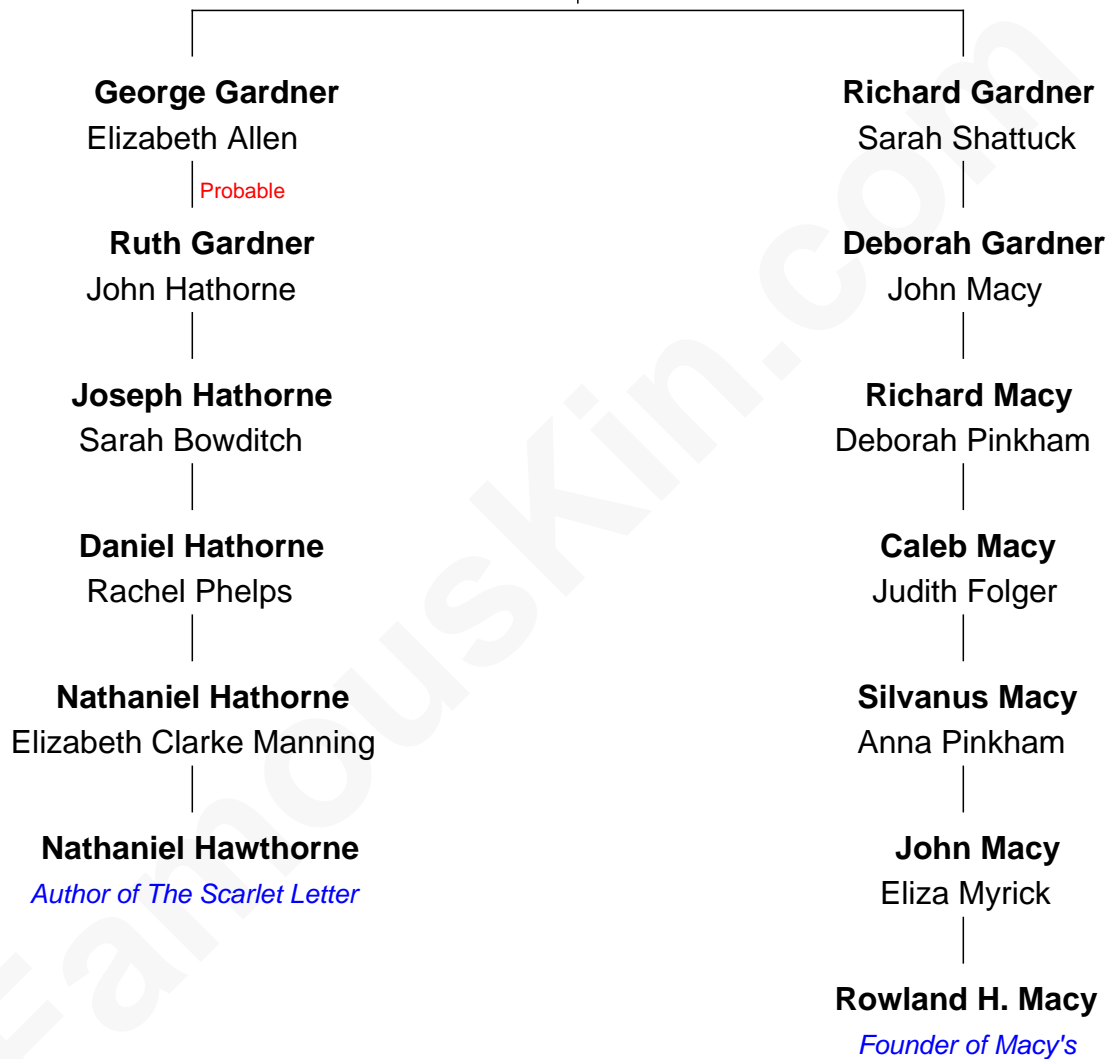 George Gardner
Elizabeth Allen
Probable
Ruth Gardner
John Hathorne
Joseph Hathorne
Sarah Bowditch
Daniel Hathorne
Rachel Phelps
Nathaniel Hathorne
Elizabeth Clarke Manning
Nathaniel Hawthorne
Author of The Scarlet Letter
Richard Gardner
Sarah Shattuck
Deborah Gardner
John Macy
Richard Macy
Deborah Pinkham
Caleb Macy
Judith Folger
Silvanus Macy
Anna Pinkham
John Macy
Eliza Myrick
Rowland H. Macy
Founder of Macy's
FamousKin.com